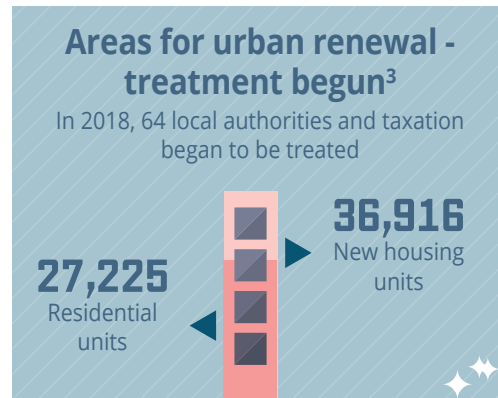 Areas for urban renewal -
treatment begun³
In 2018, 64 local authorities and taxation
began to be treated
36,916
New housing
units
27,225
Residential
units